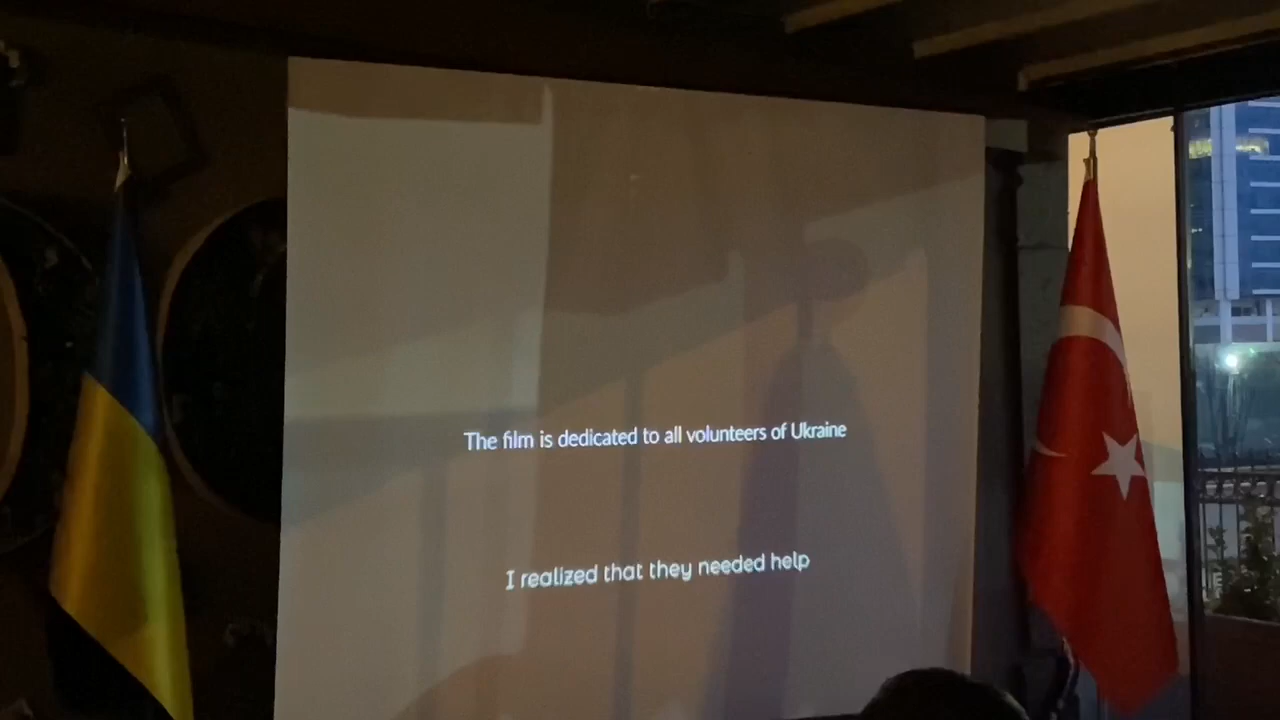 The film is dedicated to all volunteers of Ukraine
I realized that they needed help